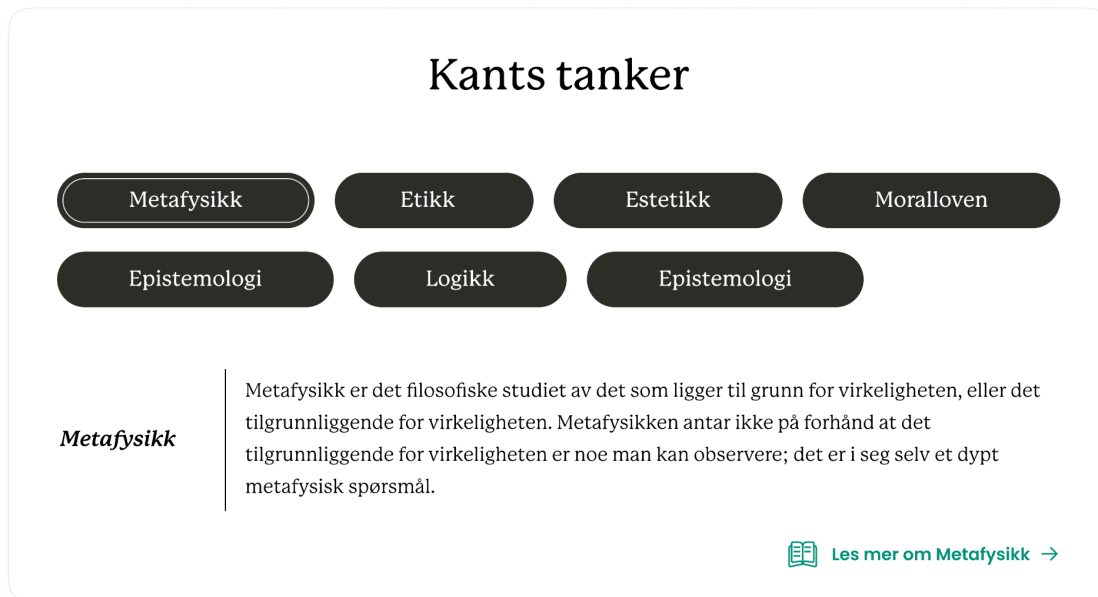 Kants tanker
Metafysikk Etikk Estetikk Moralloven
Epistemologi Logikk Epistemologi
Metafysikk
Metafysikk er det filosofiske studiet av det som ligger til grunn for virkeligheten, eller det
tilgrunnliggende for virkeligheten. Metafysikken antar ikke på forhånd at det
tilgrunnliggende for virkeligheten er noe man kan observere; det er i seg selv et dypt
metafysisk spørsmål.
Les mer om Metafysikk →